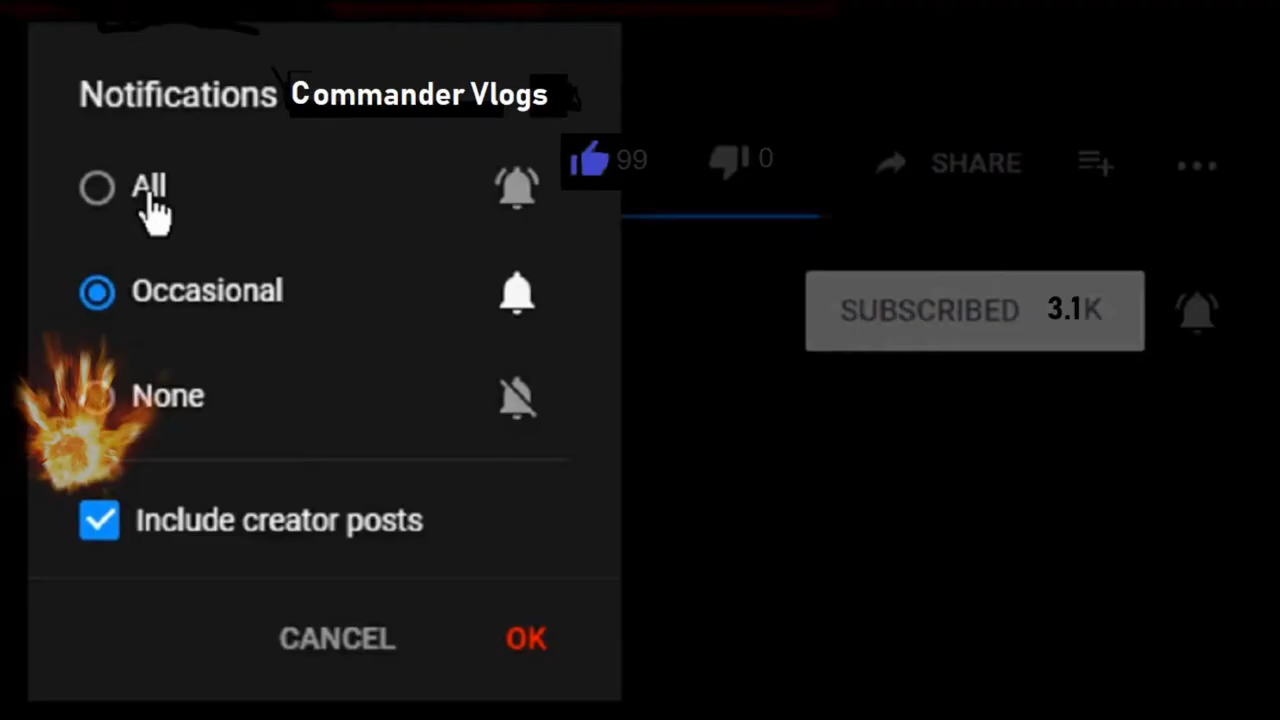 Notifications Commander Vlogs
All
99
0
SHARE
Occasional
SUBSCRIBED 3.1K
None
Include creator posts
CANCEL
OK